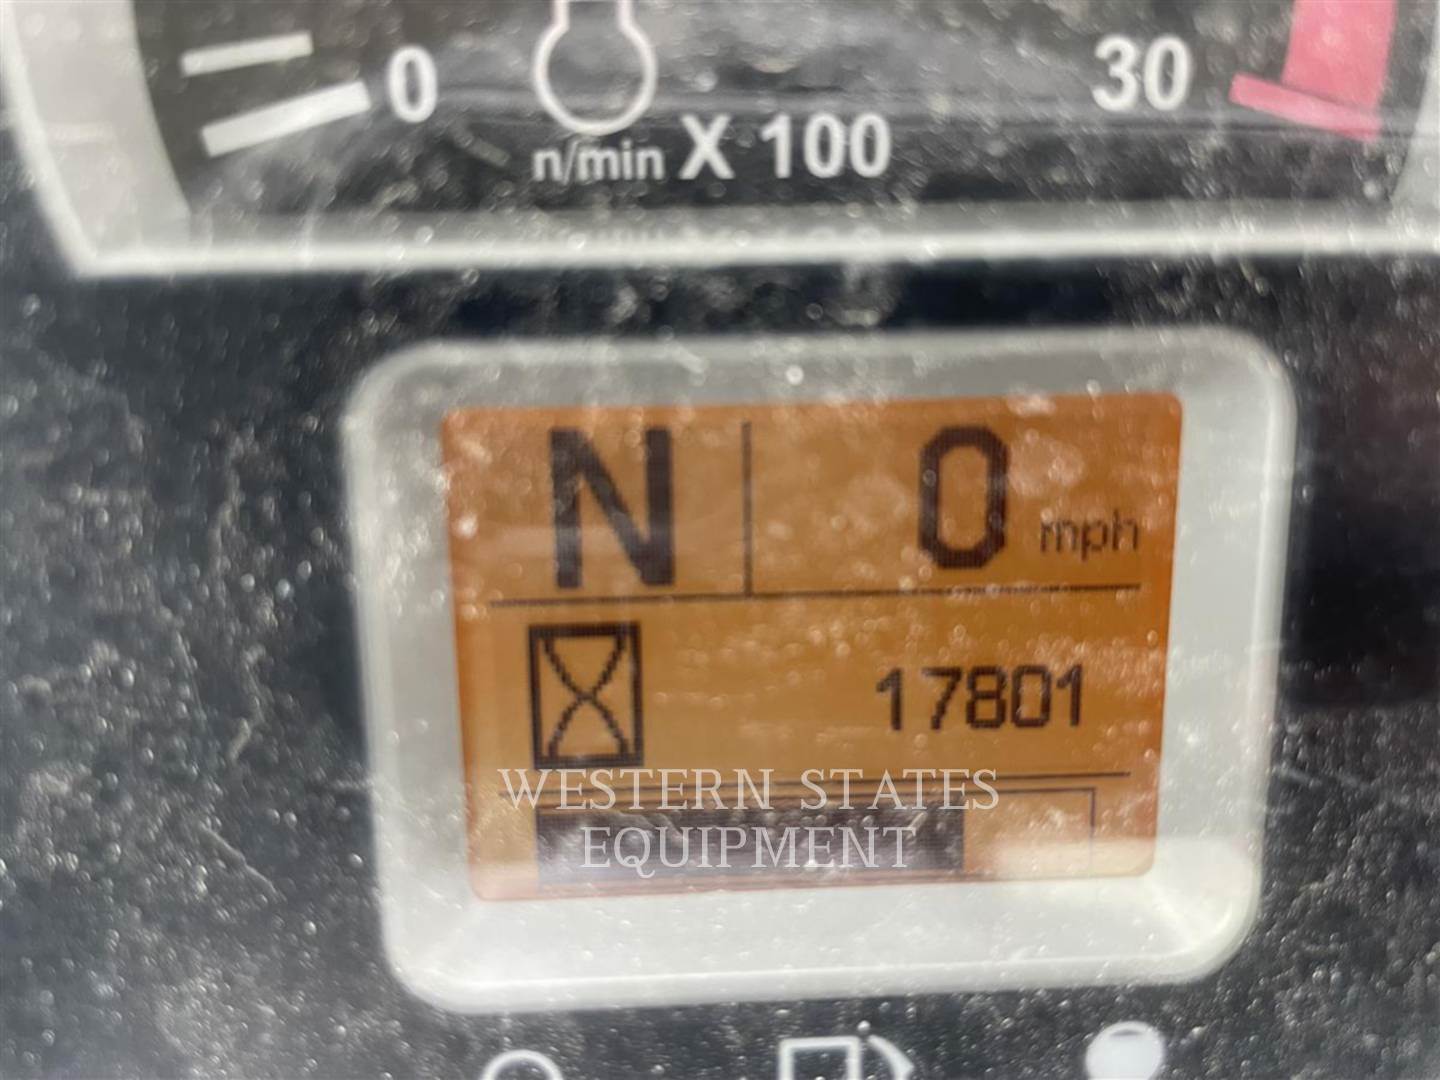 0
30
n/min X 100
N 0 mph
17801
WESTERN STATES
EQUIPMENT